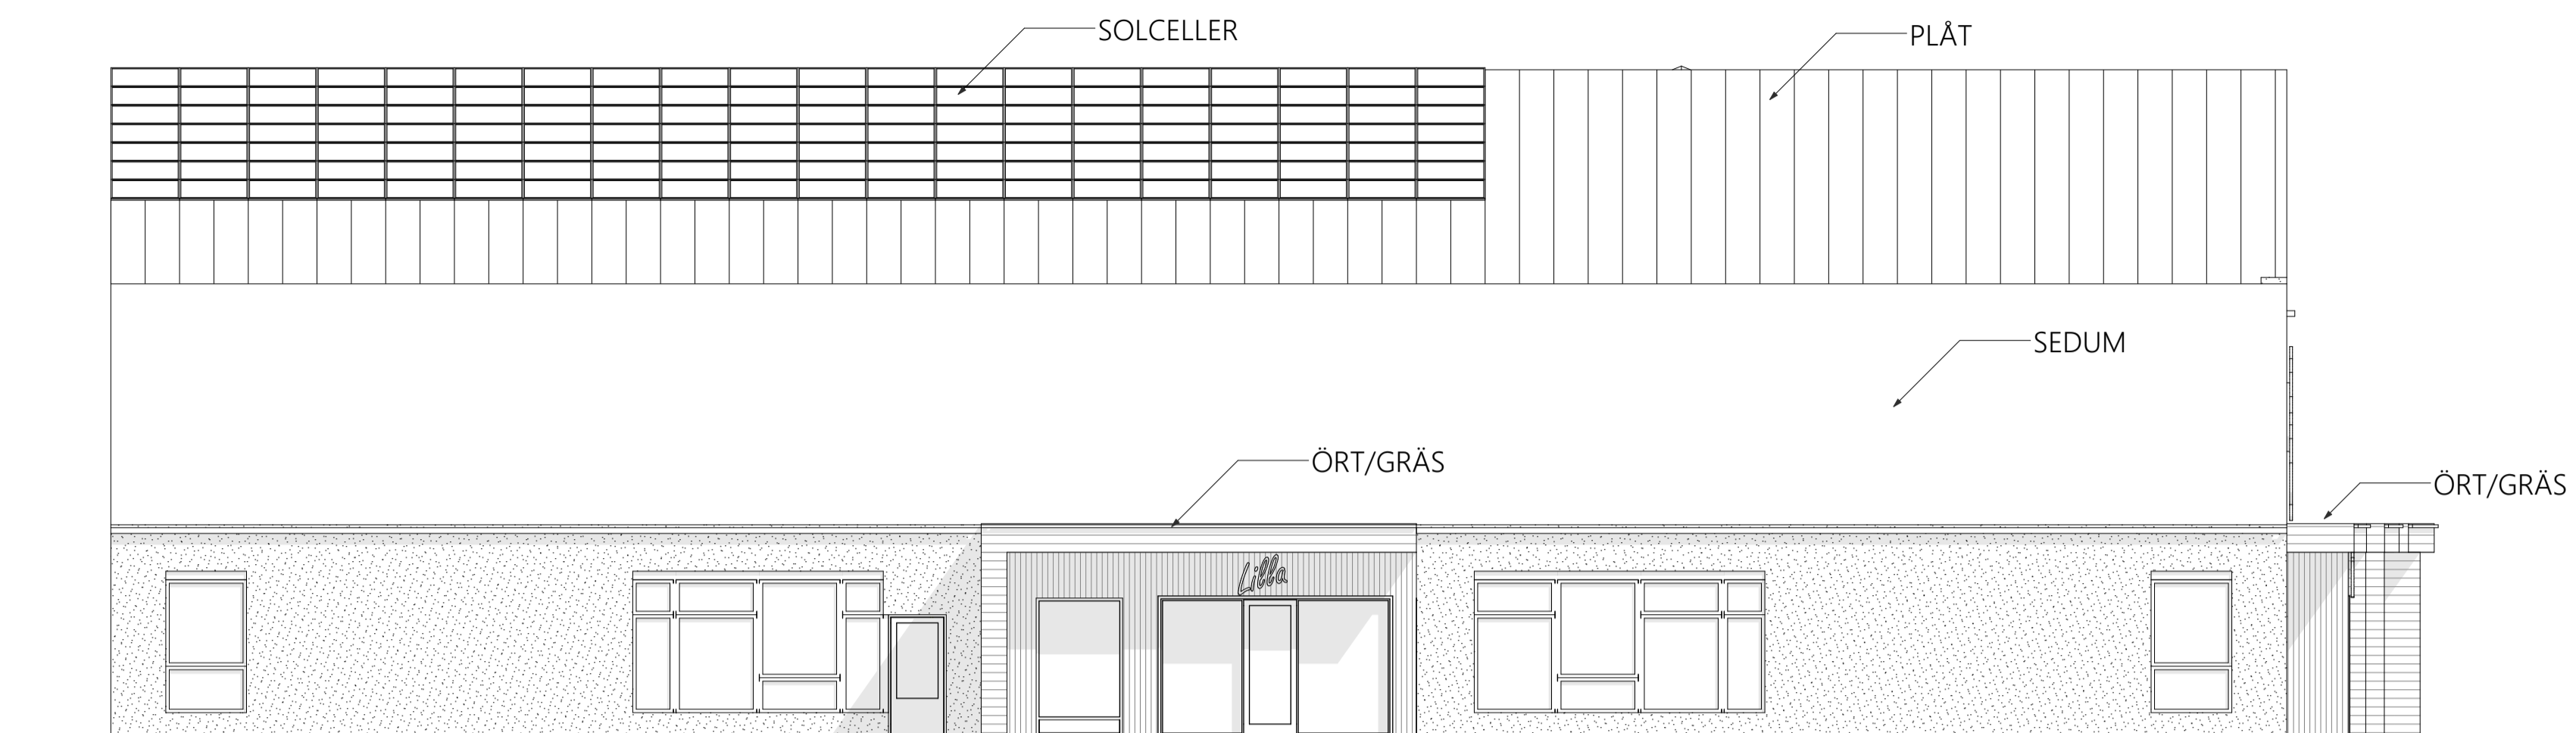 SOLCELLER
PLÅT
SEDUM
ÖRT/GRÄS
ÖRT/GRÄS
Lilla